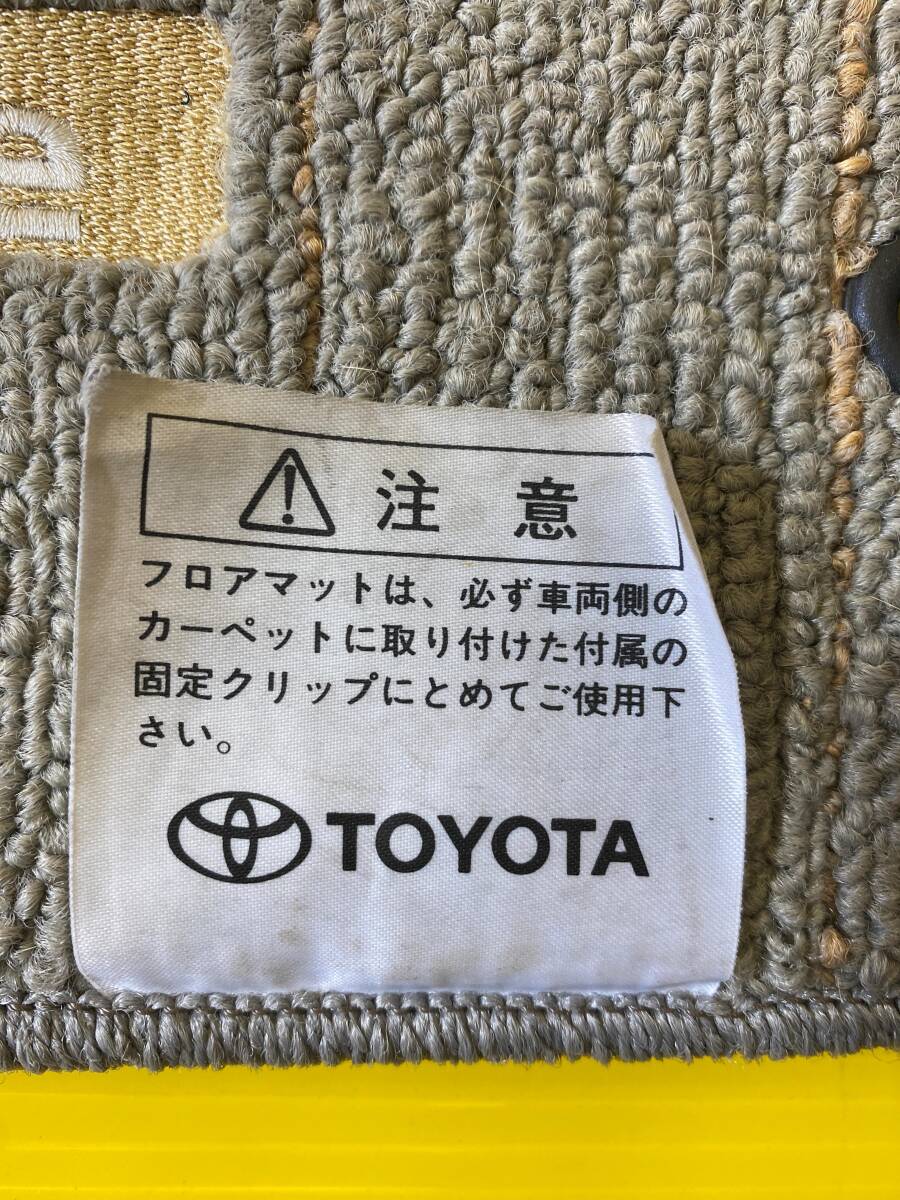 注 意
フロアマットは、必ず車両側の
カーペットに取り付けた付属の
固定クリップにとめてご使用下
さい。
TOYOTA